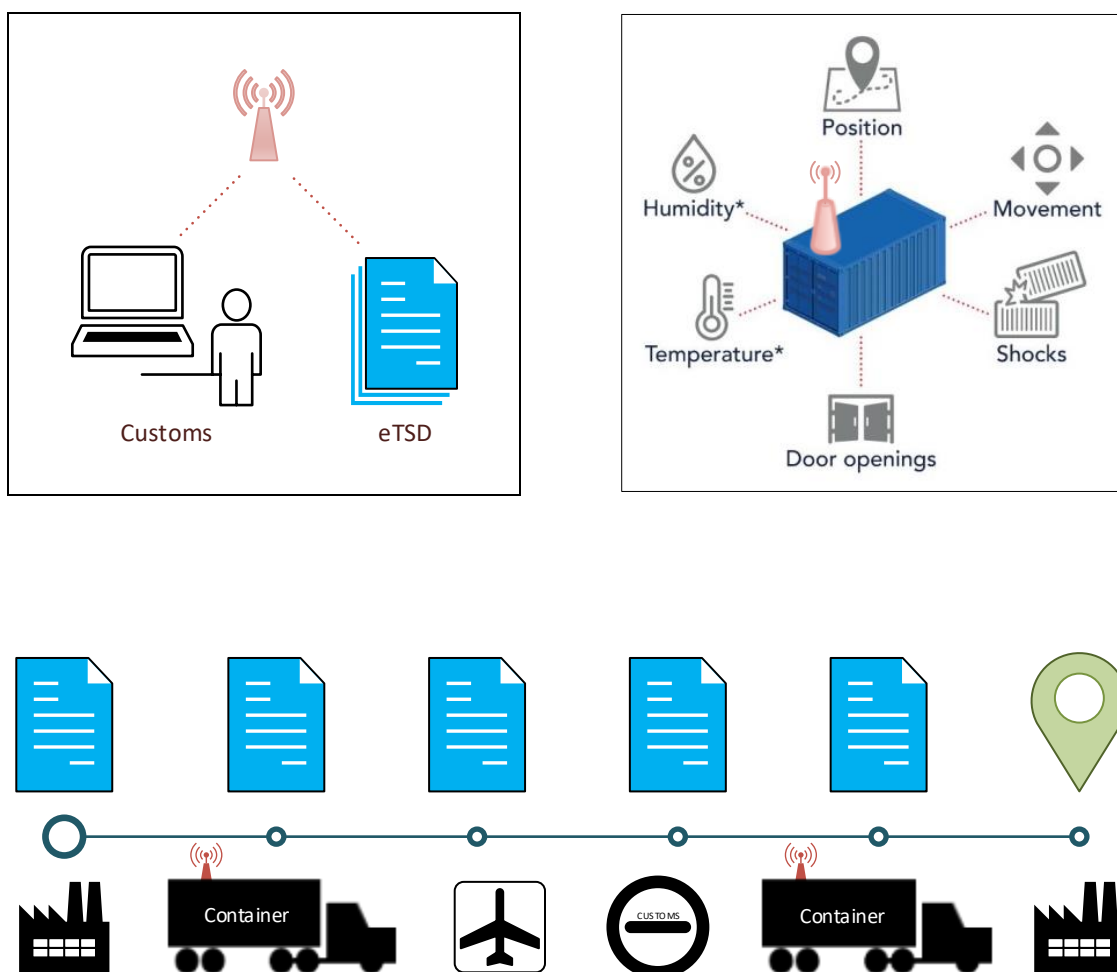 Customs
eTSD
Position
Humidity*
Movement
Temperature*
Shocks
Door openings
Container
CUSTOMS
Container